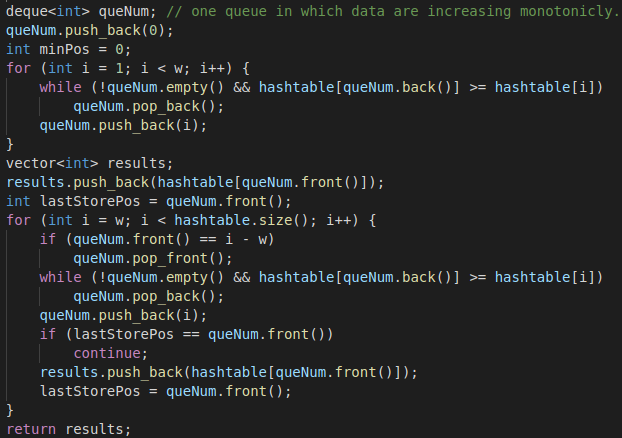 deque<int> queNum; // one queue in which data are increasing monotonicly.
queNum.push_back(0);
int minPos = 0;
for (int i = 1; i < w; i++) {
    while (!queNum.empty() && hashtable[queNum.back()] >= hashtable[i])
        queNum.pop_back();
    queNum.push_back(i);
}
vector<int> results;
results.push_back(hashtable[queNum.front()]);
int lastStorePos = queNum.front();
for (int i = w; i < hashtable.size(); i++) {
    if (queNum.front() == i - w)
        queNum.pop_front();
    while (!queNum.empty() && hashtable[queNum.back()] >= hashtable[i])
        queNum.pop_back();
    queNum.push_back(i);
    if (lastStorePos == queNum.front())
        continue;
    results.push_back(hashtable[queNum.front()]);
    lastStorePos = queNum.front();
}
return results;